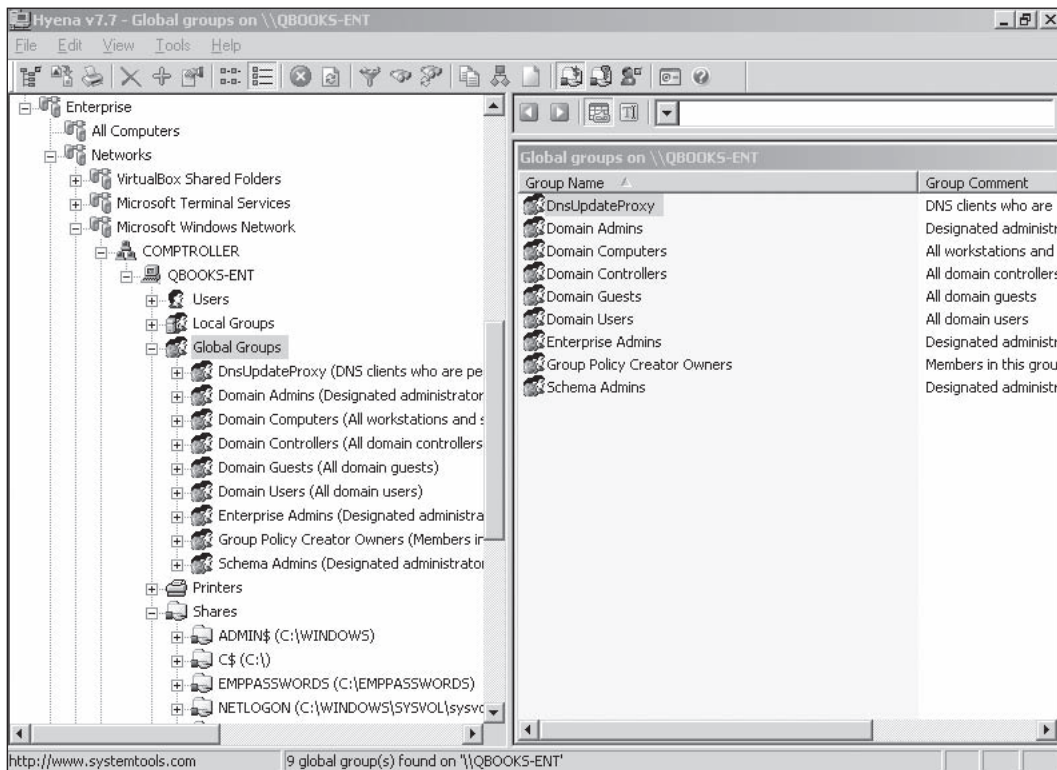 Hyena v7.7 - Global groups on \\QBOOKS-ENT
File Edit View Tools Help
Enterprise
All Computers
Networks
VirtualBox Shared Folders
Microsoft Terminal Services
Microsoft Windows Network
COMPTROLLER
QBOOKS-ENT
Users
Local Groups
Global Groups
DnsUpdateProxy (DNS clients who are pe
Domain Admins (Designated administrator
Domain Computers (All workstations and s
Domain Controllers (All domain controllers
Domain Guests (All domain guests)
Domain Users (All domain users)
Enterprise Admins (Designated administra
Group Policy Creator Owners (Members in
Schema Admins (Designated administrator
Printers
Shares
ADMIN$ (C:\WINDOWS)
C$ (C:\)
EMPPASSWORDS (C:\EMPPASSWORDS)
NETLOGON (C:\WINDOWS\SYSVOL\sysvo
Global groups on \\QBOOKS-ENT
Group Name Group Comment
DnsUpdateProxy DNS clients who are
Domain Admins Designated administr
Domain Computers All workstations and
Domain Controllers All domain controllers
Domain Guests All domain guests
Domain Users All domain users
Enterprise Admins Designated administr
Group Policy Creator Owners Members in this grou
Schema Admins Designated administr
http://www.systemtools.com 9 global group(s) found on '\\QBOOKS-ENT'